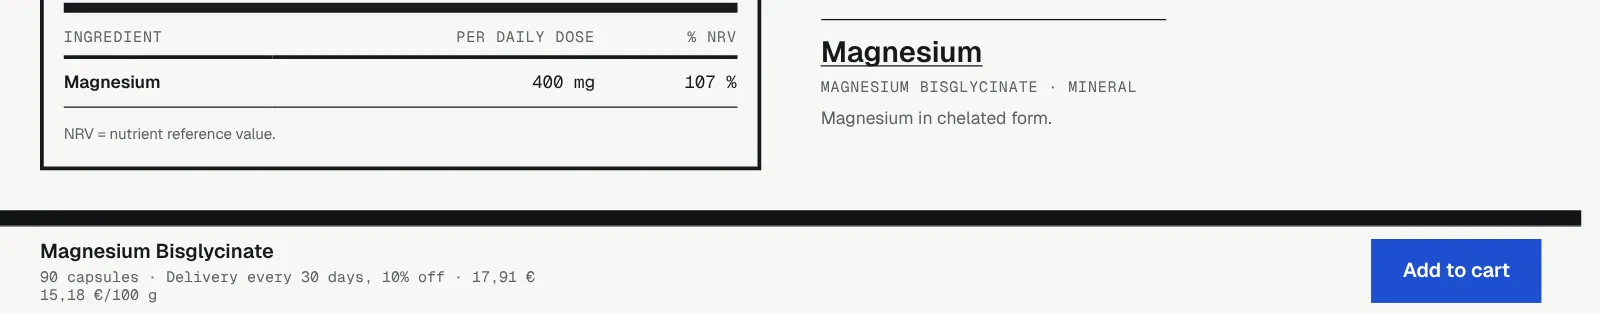 INGREDIENT PER DAILY DOSE % NRV
Magnesium 400 mg 107 %
NRV = nutrient reference value.
Magnesium
MAGNESIUM BISGLYCINATE · MINERAL
Magnesium in chelated form.
Magnesium Bisglycinate
90 capsules · Delivery every 30 days, 10% off · 17,91 €
15,18 €/100 g
Add to cart